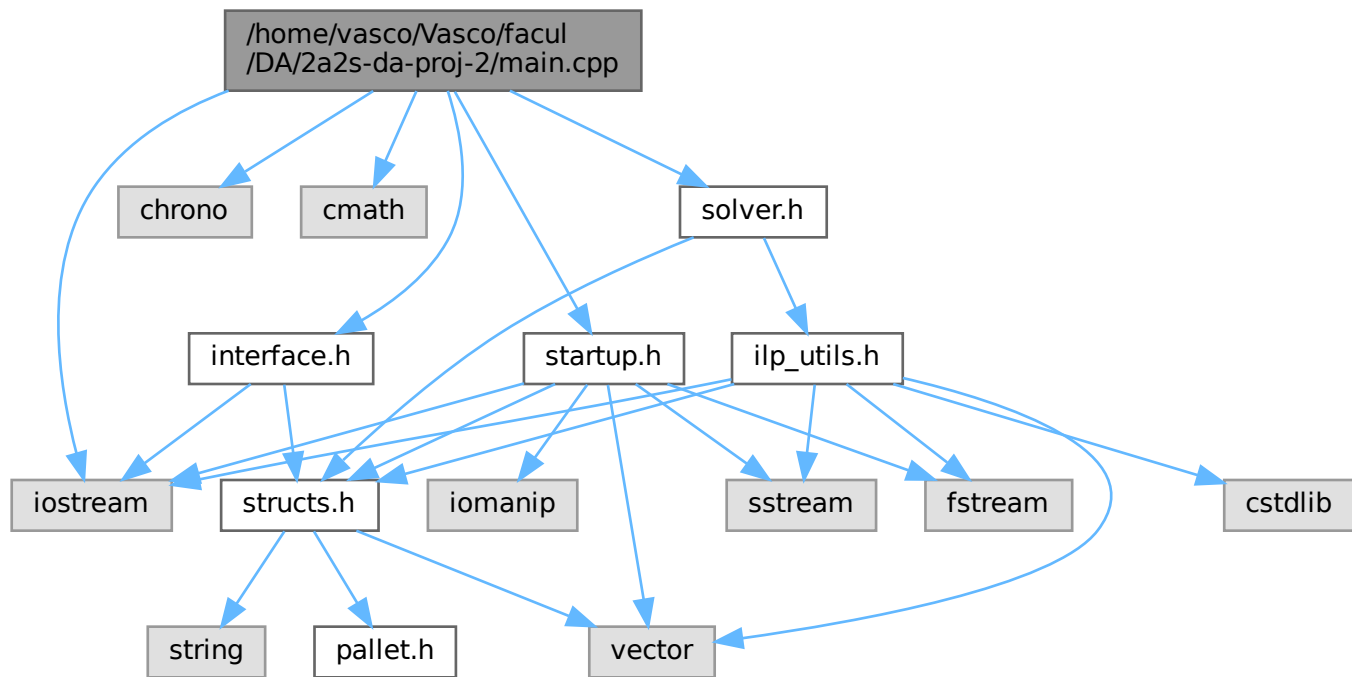 /home/vasco/Vasco/facul
/DA/2a2s-da-proj-2/main.cpp
chrono
cmath
solver.h
interface.h
startup.h
ilp_utils.h
iostream
structs.h
iomanip
sstream
fstream
cstdlib
string
pallet.h
vector